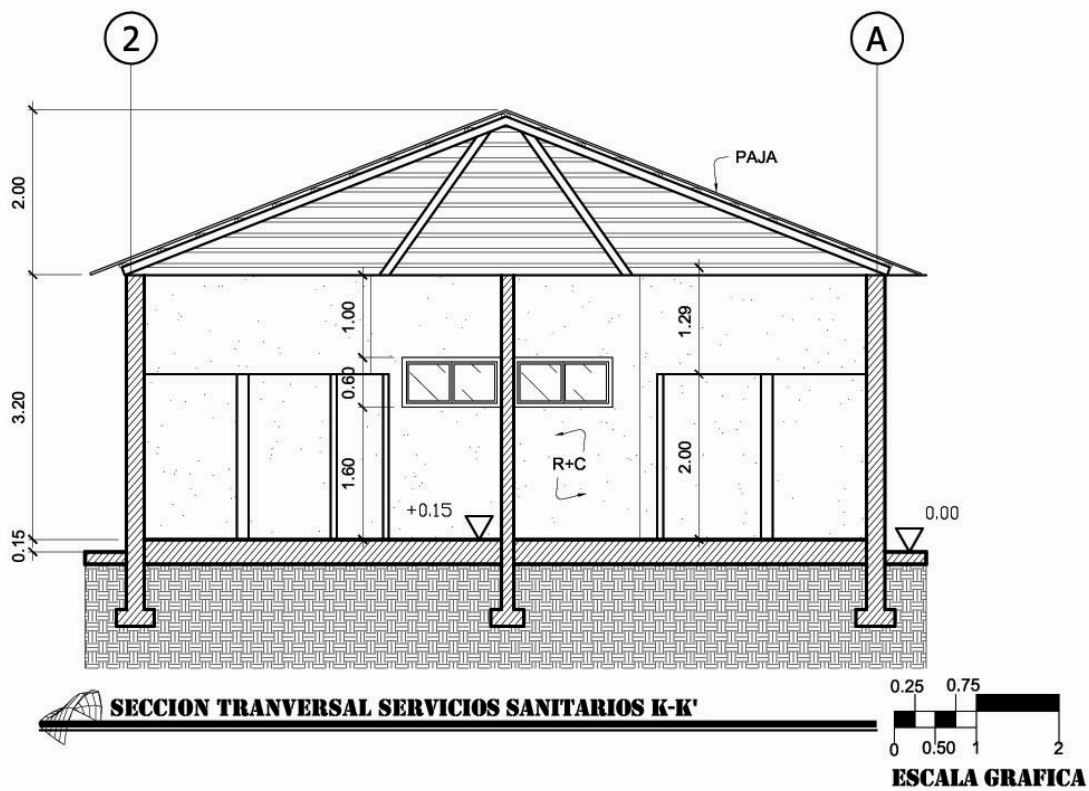 2
A
2.00
PAJA
1.00
1.29
0.60
3.20
1.60
2.00
R+C
+0.15
0.00
0.15
SECCION TRANVERSAL SERVICIOS SANITARIOS K-K'
0.25 0.75
0 0.50 1 2
ESCALA GRAFICA